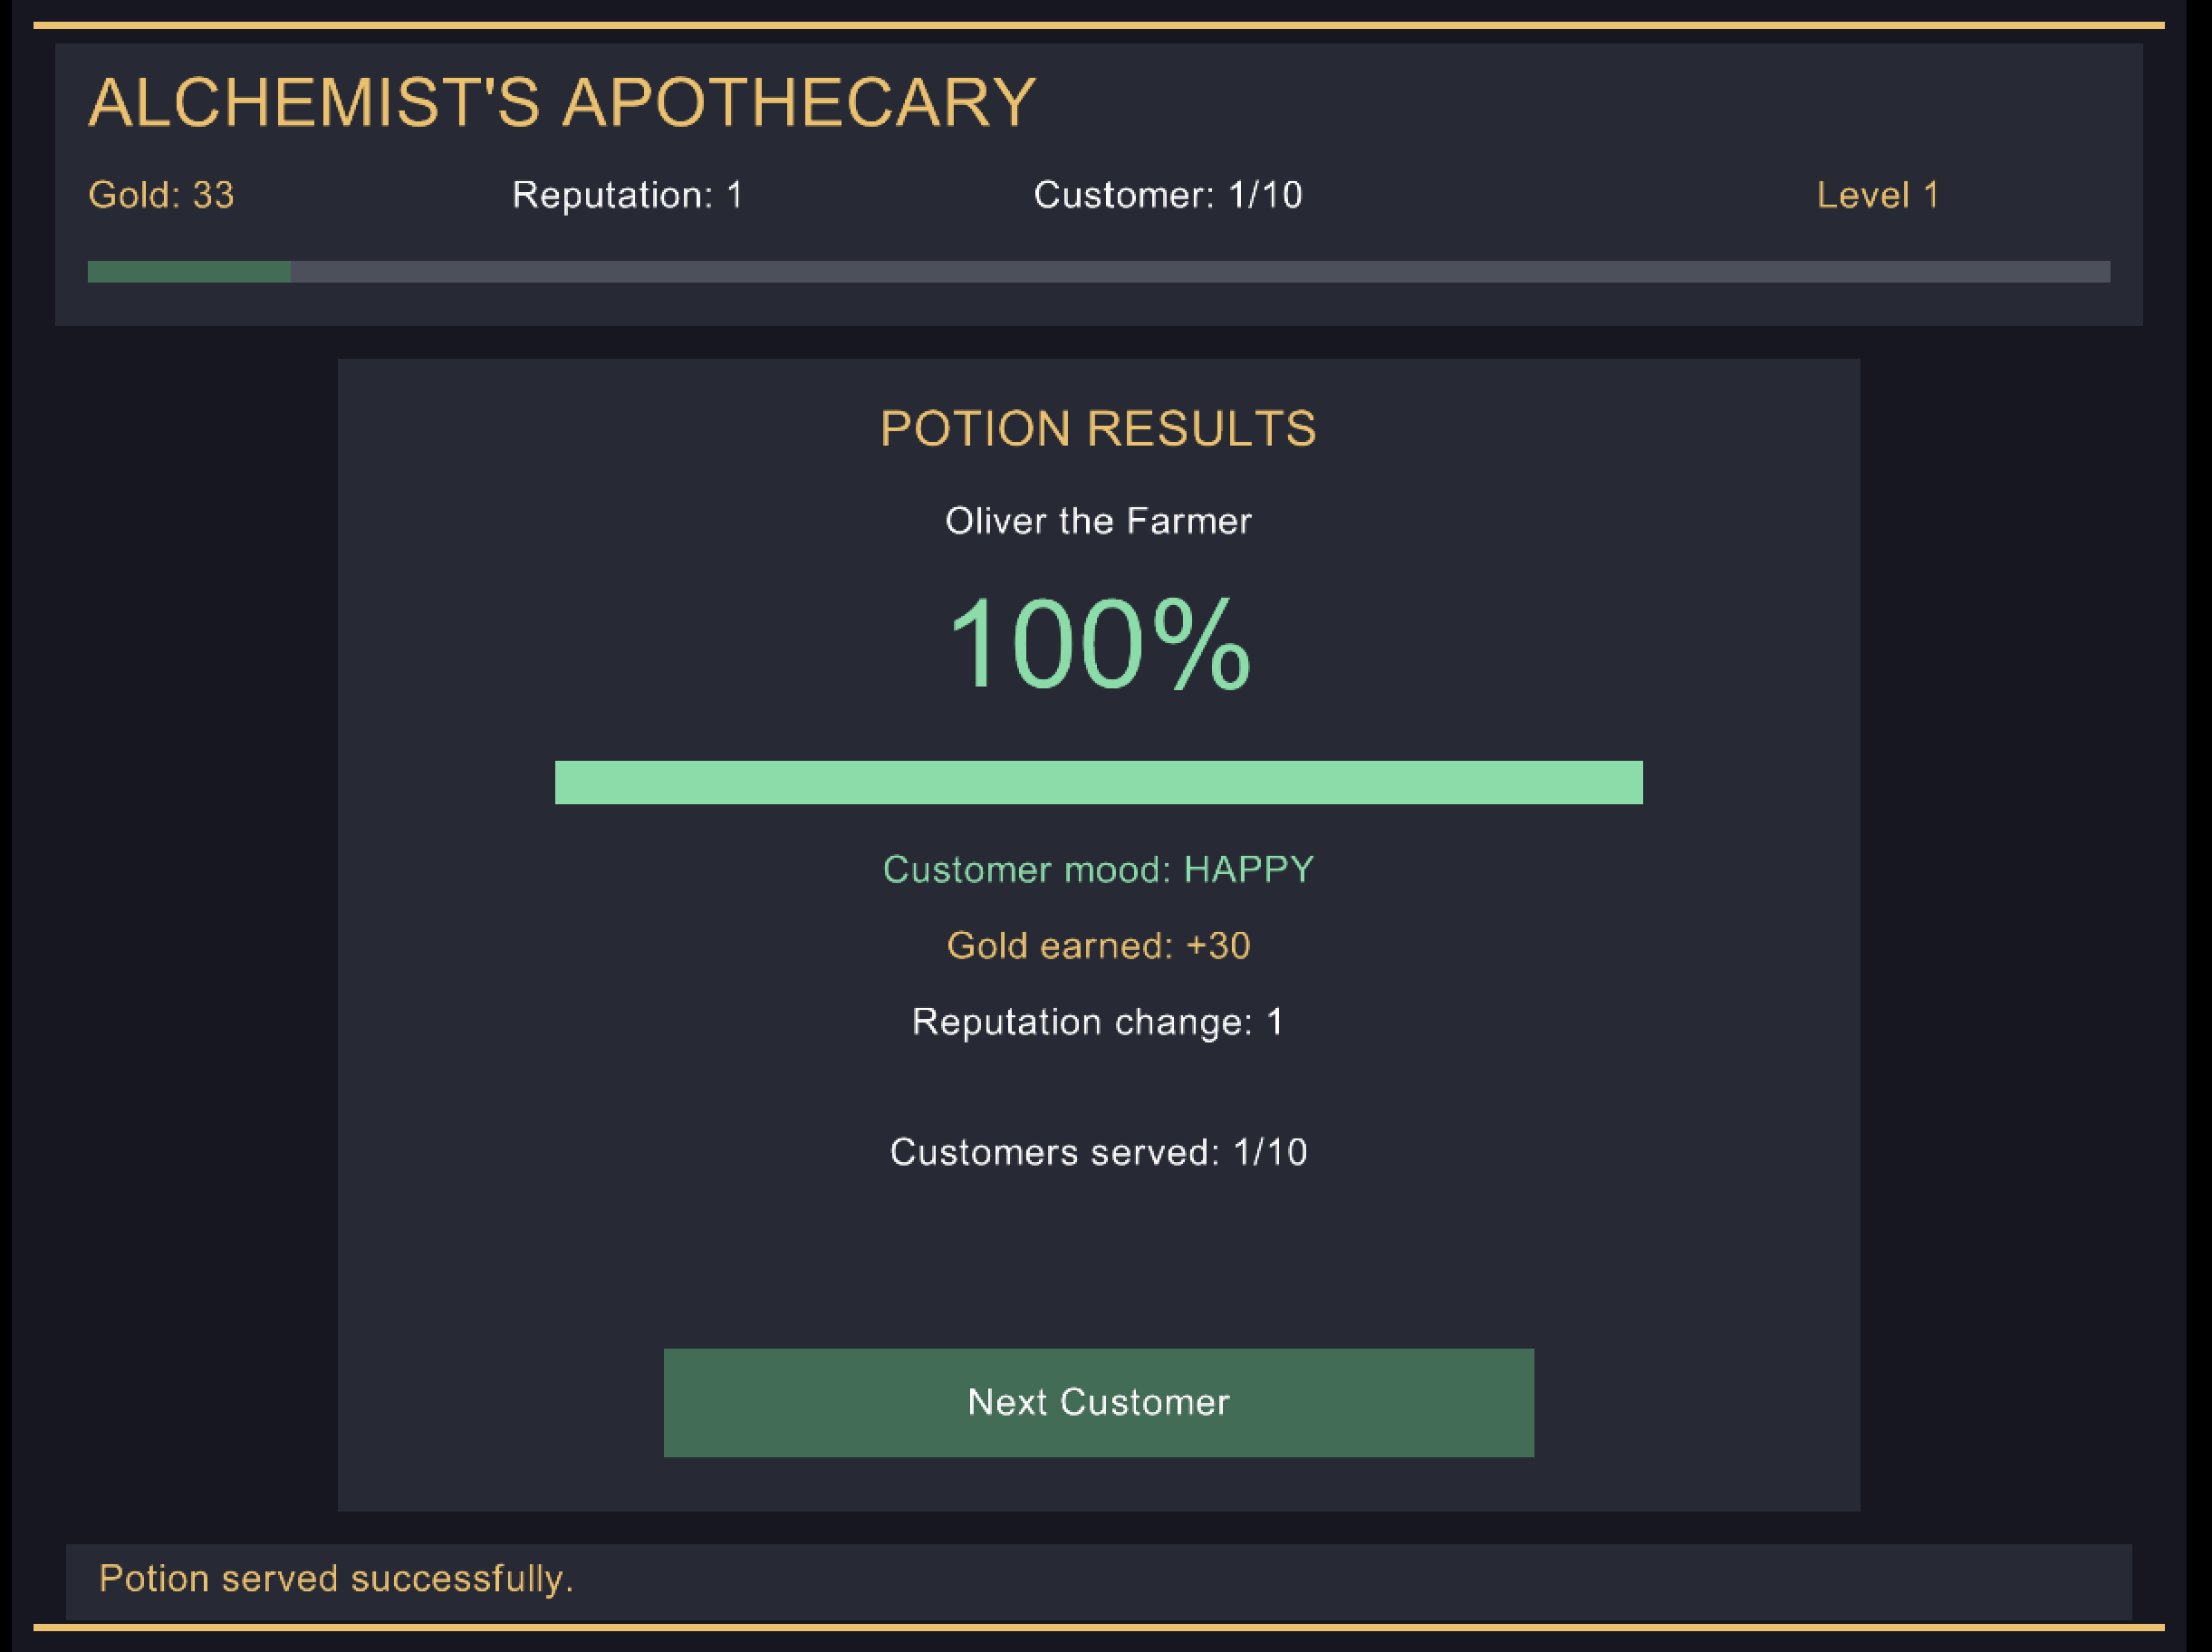 ALCHEMIST'S APOTHECARY
Gold: 33 Reputation: 1 Customer: 1/10 Level 1
POTION RESULTS
Oliver the Farmer
100%
Customer mood: HAPPY
Gold earned: +30
Reputation change: 1
Customers served: 1/10
Next Customer
Potion served successfully.